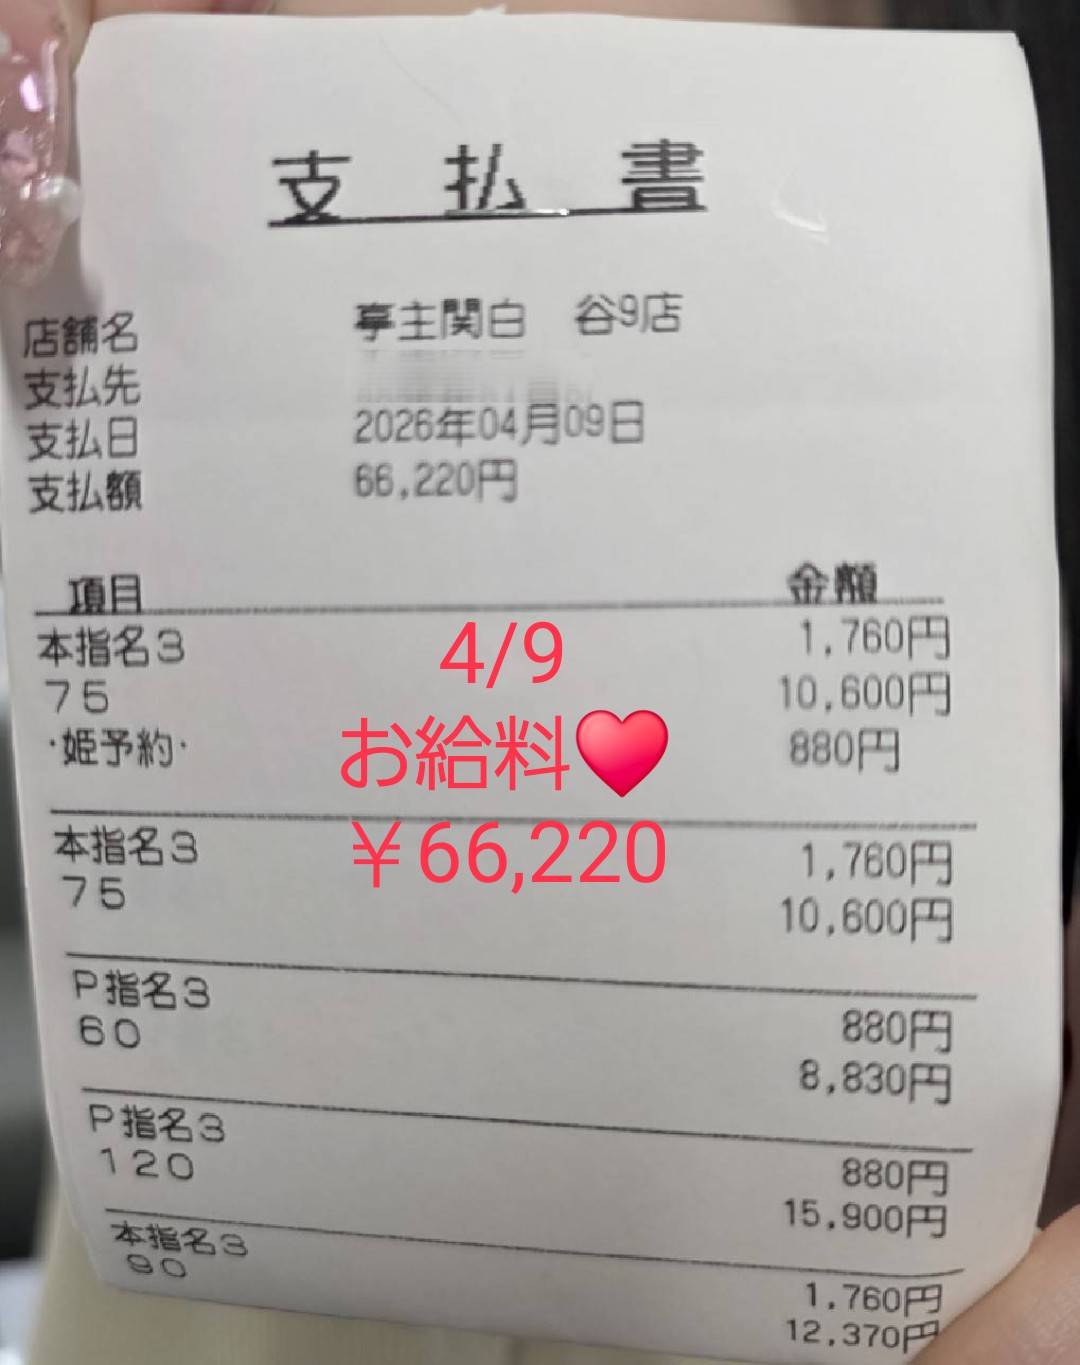 支払書
店舗名 亭主関白 谷9店
支払先
支払日 2026年04月09日
支払額 66,220円
項目 金額
本指名3 1,760円
75 10,600円
･姫予約･ 880円
4/9
お給料❤
￥66,220
本指名3 1,760円
75 10,600円
P指名3 880円
60 8,830円
P指名3 880円
120 15,900円
本指名3 1,760円
90 12,370円